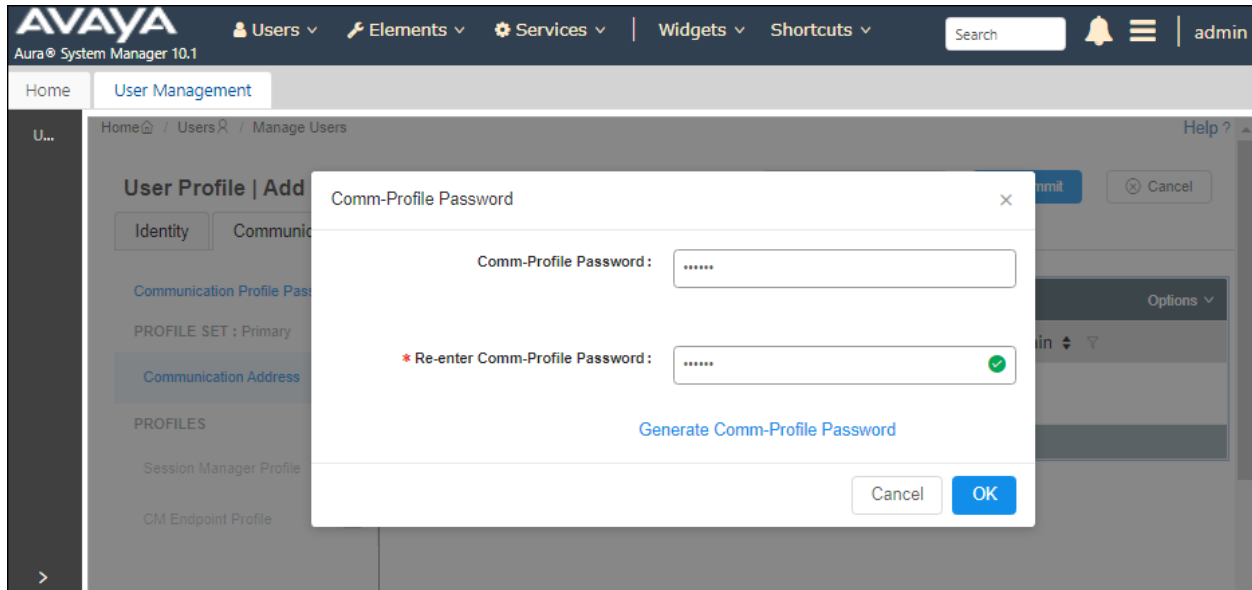 AVAYA
Aura® System Manager 10.1
Users Elements Services | Widgets Shortcuts Search admin
Home User Management
U...
Home / Users / Manage Users Help ?
User Profile | Add
Comm-Profile Password ×
mmit Cancel
Identity Communic
Comm-Profile Password : ••••••
Communication Profile Pas
Options
PROFILE SET : Primary
* Re-enter Comm-Profile Password : ••••••
in
Communication Address
PROFILES
Generate Comm-Profile Password
Session Manager Profile
Cancel OK
CM Endpoint Profile